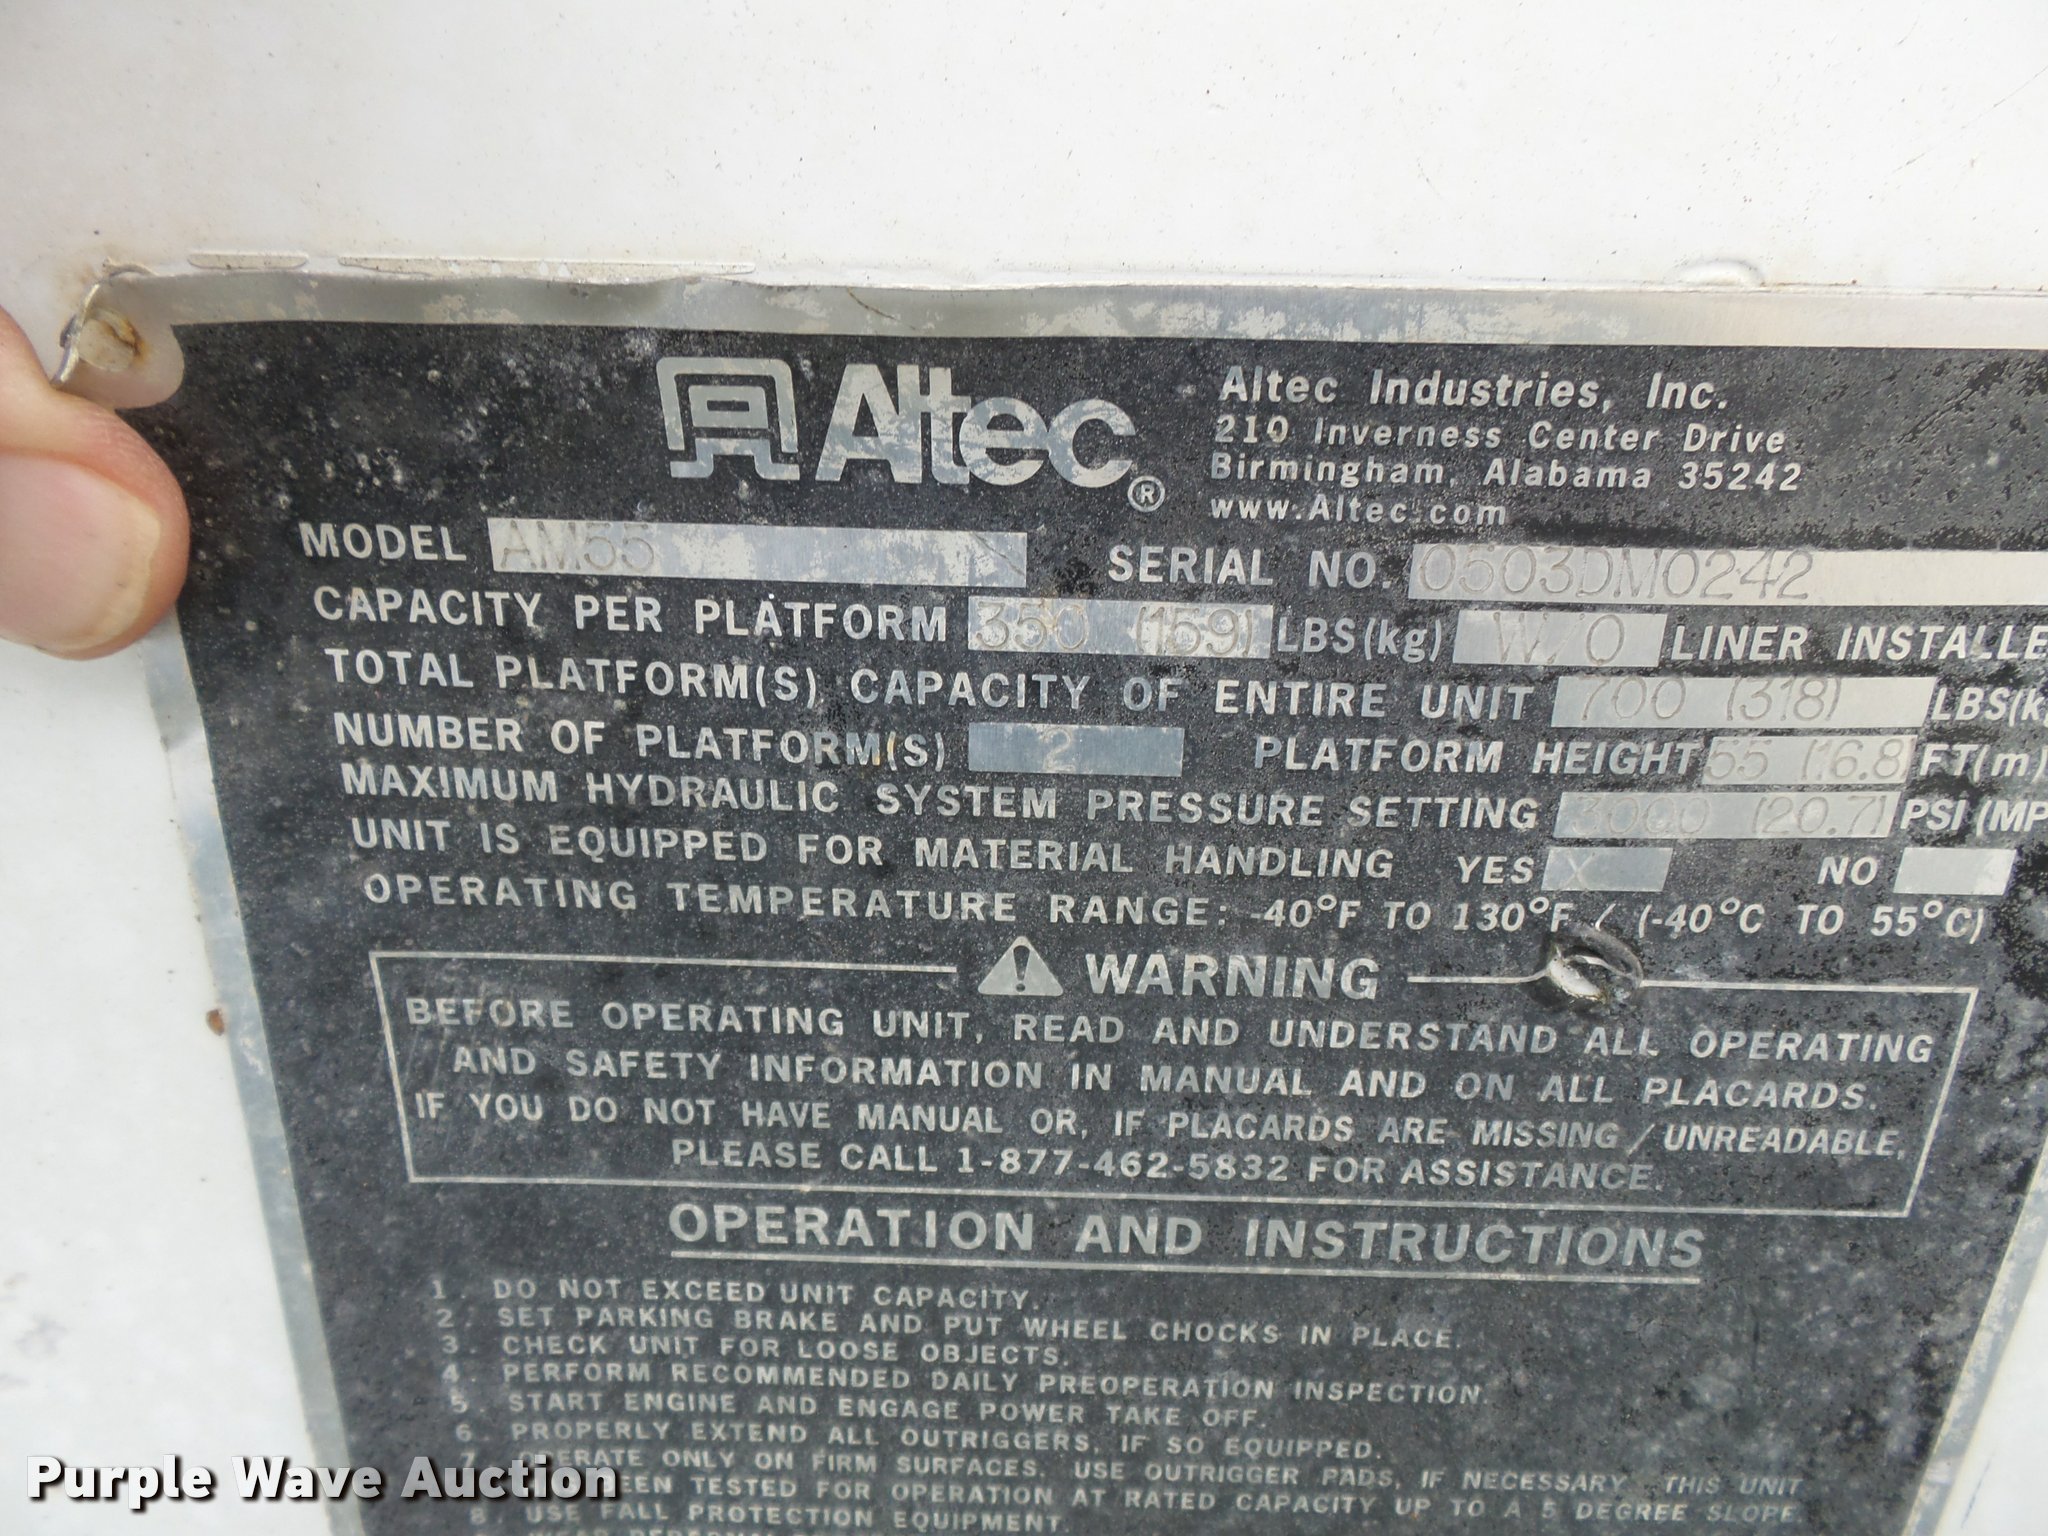 Altec®
Altec Industries, Inc.
210 Inverness Center Drive
Birmingham, Alabama 35242
www.Altec.com
MODEL AM55 SERIAL NO. 0503DM0242
CAPACITY PER PLATFORM 350 (159) LBS(kg) W/O LINER INSTALLE
TOTAL PLATFORM(S) CAPACITY OF ENTIRE UNIT 700 (318) LBS(k
NUMBER OF PLATFORM(S) 2 PLATFORM HEIGHT 55 (16.8) FT(m)
MAXIMUM HYDRAULIC SYSTEM PRESSURE SETTING 3000 (20.7) PSI (MP
UNIT IS EQUIPPED FOR MATERIAL HANDLING YES X NO
OPERATING TEMPERATURE RANGE: -40°F TO 130°F / (-40°C TO 55°C)
WARNING
BEFORE OPERATING UNIT, READ AND UNDERSTAND ALL OPERATING
AND SAFETY INFORMATION IN MANUAL AND ON ALL PLACARDS.
IF YOU DO NOT HAVE MANUAL OR, IF PLACARDS ARE MISSING/UNREADABLE,
PLEASE CALL 1-877-462-5832 FOR ASSISTANCE.
OPERATION AND INSTRUCTIONS
1. DO NOT EXCEED UNIT CAPACITY.
2. SET PARKING BRAKE AND PUT WHEEL CHOCKS IN PLACE.
3. CHECK UNIT FOR LOOSE OBJECTS.
4. PERFORM RECOMMENDED DAILY PREOPERATION INSPECTION.
5. START ENGINE AND ENGAGE POWER TAKE OFF.
6. PROPERLY EXTEND ALL OUTRIGGERS, IF SO EQUIPPED.
7. OPERATE ONLY ON FIRM SURFACES. USE OUTRIGGER PADS, IF NECESSARY. THIS UNIT
BEEN TESTED FOR OPERATION AT RATED CAPACITY UP TO A 5 DEGREE SLOPE.
8. USE FALL PROTECTION EQUIPMENT.
Purple Wave Auction